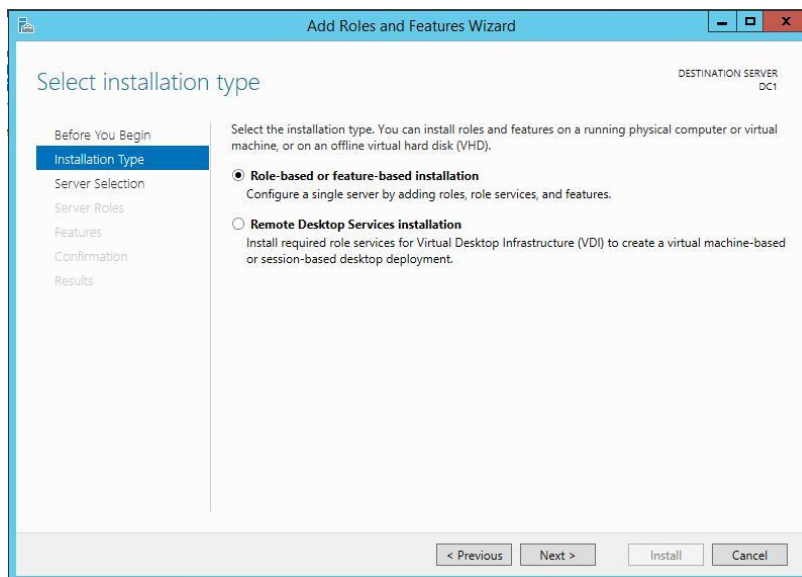 Add Roles and Features Wizard
Select installation type
DESTINATION SERVER
DC1
Before You Begin
Installation Type
Server Selection
Server Roles
Features
Confirmation
Results
Select the installation type. You can install roles and features on a running physical computer or virtual
machine, or on an offline virtual hard disk (VHD).
Role-based or feature-based installation
Configure a single server by adding roles, role services, and features.
Remote Desktop Services installation
Install required role services for Virtual Desktop Infrastructure (VDI) to create a virtual machine-based
or session-based desktop deployment.
< Previous
Next >
Install
Cancel